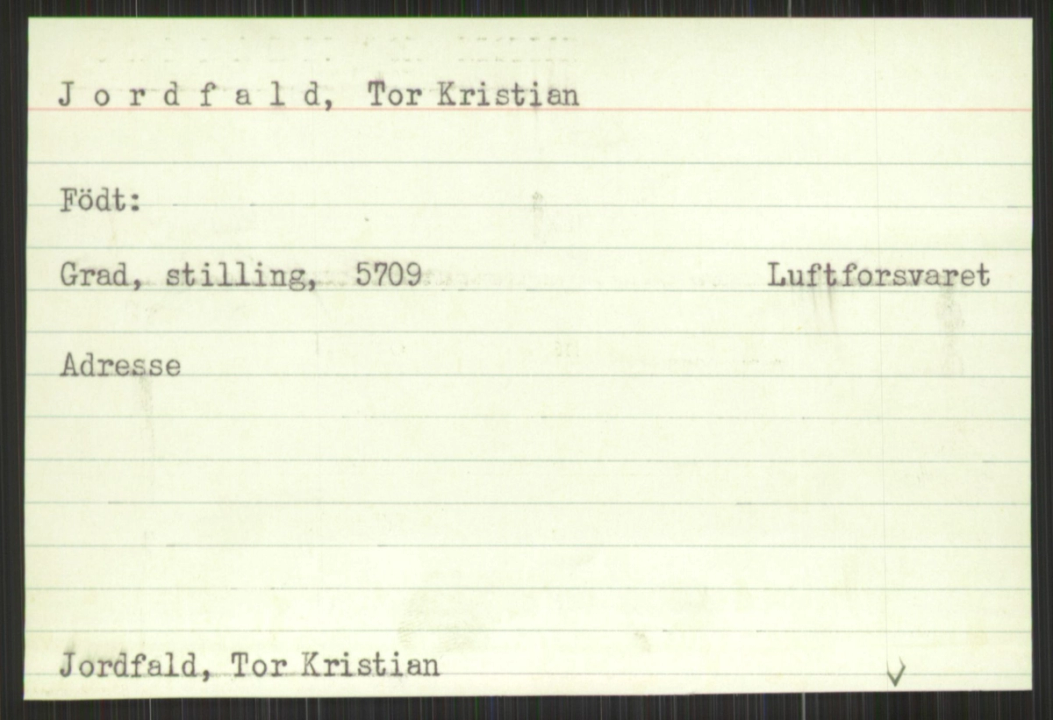 J o r d f a l d, Tor Kristian
Födt:
Grad, stilling, 5709 Luftforsvaret
Adresse
Jordfald, Tor Kristian